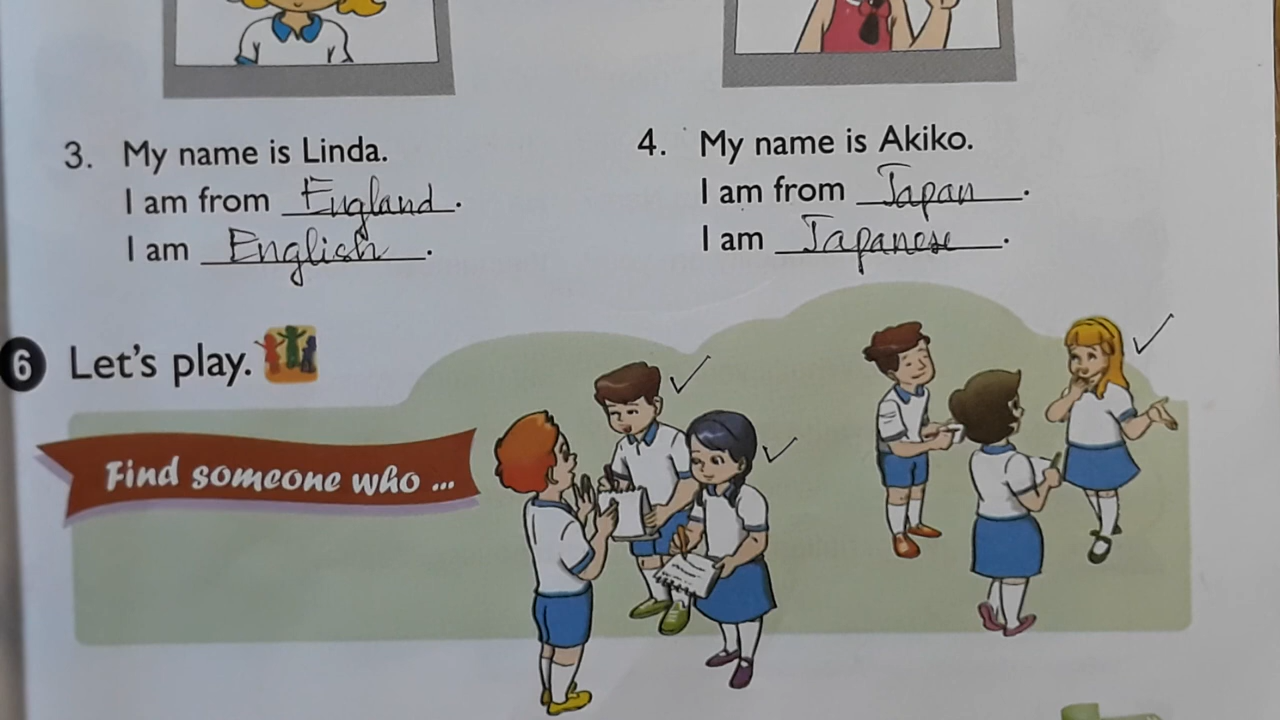 3. My name is Linda.
I am from England.
I am English.
4. My name is Akiko.
I am from Japan.
I am Japanese.
6 Let's play.
Find someone who ...